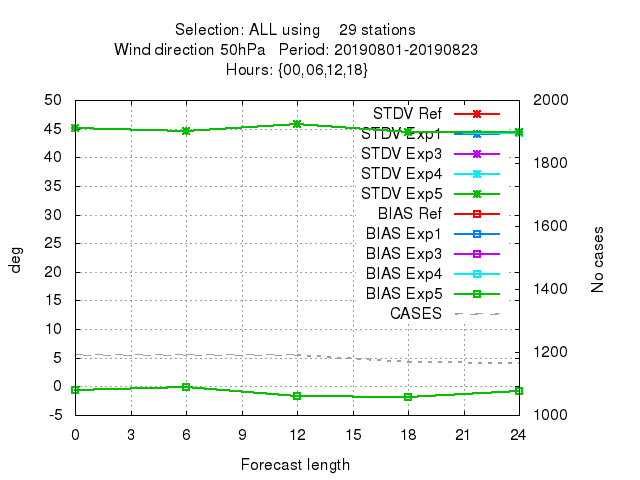 Selection: ALL using 29 stations
Wind direction 50hPa Period: 20190801-20190823
Hours: {00,06,12,18}
50 2000
STDV Ref
45 STDV Exp1
40 STDV Exp3 1800
STDV Exp4
35 STDV Exp5
30 BIAS Ref 1600
25 BIAS Exp1
BIAS Exp3
20 BIAS Exp4
15 BIAS Exp5 1400
CASES
10
5 1200
0
-5 1000
deg
No cases
0 3 6 9 12 15 18 21 24
Forecast length